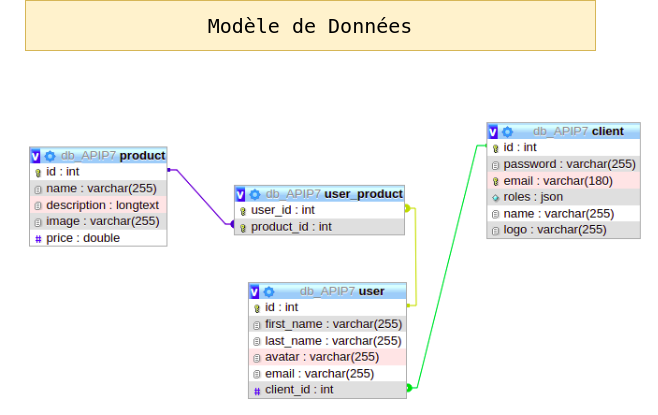 Modèle de Données
db_APIP7 product
id : int
name : varchar(255)
description : longtext
image : varchar(255)
# price : double
db_APIP7 user_product
user_id : int
product_id : int
db_APIP7 user
id : int
first_name : varchar(255)
last_name : varchar(255)
avatar : varchar(255)
email : varchar(255)
# client_id : int
db_APIP7 client
id : int
password : varchar(255)
email : varchar(180)
roles : json
name : varchar(255)
logo : varchar(255)